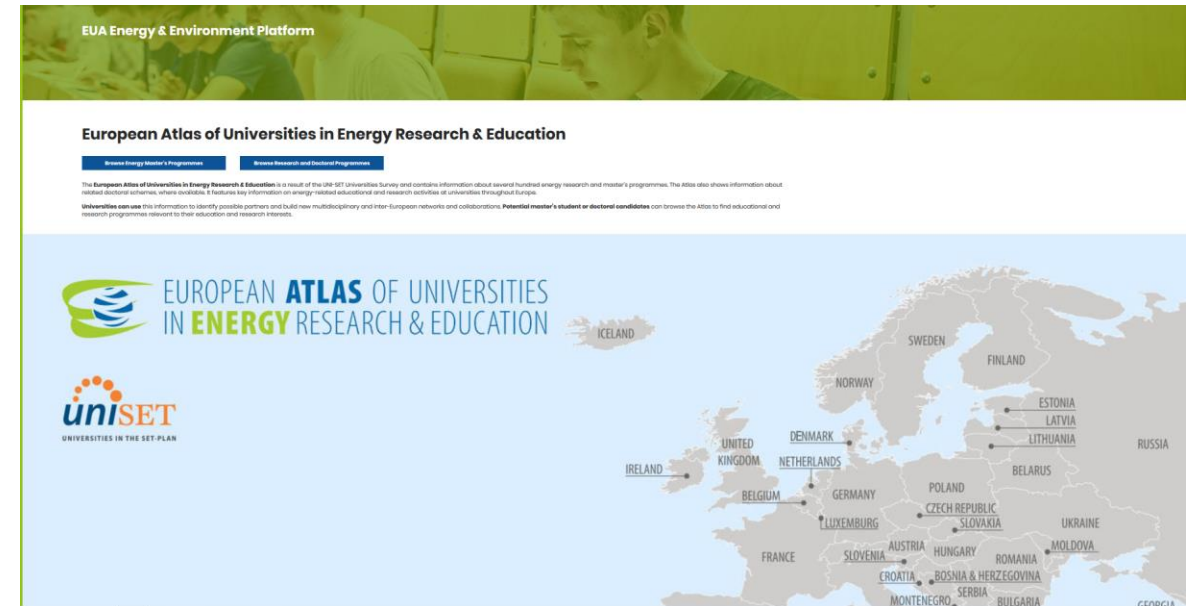 EUA Energy & Environment Platform
European Atlas of Universities in Energy Research & Education
Browse Energy Master's Programmes
Browse Research and Doctoral Programmes
The European Atlas of Universities in Energy Research & Education is a result of the UNI-SET Universities Survey and contains information about several hundred energy research and master's programmes. The Atlas also shows information about
related doctoral schemes, where available. It features key information on energy-related educational and research activities at universities throughout Europe.
Universities can use this information to identify possible partners and build new multidisciplinary and inter-European networks and collaborations. Potential master's student or doctoral candidates can browse the Atlas to find educational and
research programmes relevant to their education and research interests.
EUROPEAN ATLAS OF UNIVERSITIES
IN ENERGY RESEARCH & EDUCATION
uniSET
UNIVERSITIES IN THE SET-PLAN
ICELAND
SWEDEN
FINLAND
NORWAY
ESTONIA
LATVIA
LITHUANIA
RUSSIA
DENMARK
UNITED
KINGDOM
NETHERLANDS
IRELAND
BELARUS
BELGIUM
GERMANY
POLAND
CZECH REPUBLIC
LUXEMBURG
SLOVAKIA
UKRAINE
FRANCE
SLOVENIA
AUSTRIA
HUNGARY
ROMANIA
MOLDOVA
CROATIA
BOSNIA & HERZEGOVINA
SERBIA
MONTENEGRO
BULGARIA
GEORGIA